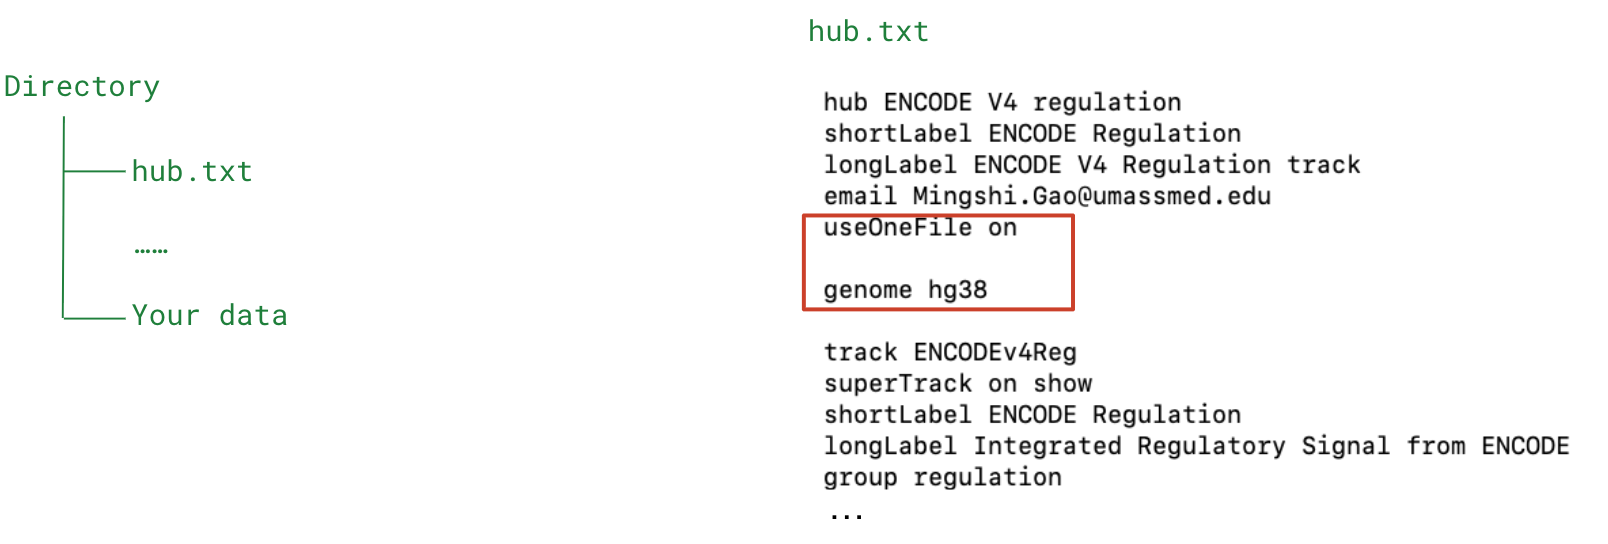 Directory
hub.txt
......
Your data
hub.txt
hub ENCODE V4 regulation
shortLabel ENCODE Regulation
longLabel ENCODE V4 Regulation track
email Mingshi.Gao@umassmed.edu
useOneFile on
genome hg38
track ENCODEv4Reg
superTrack on show
shortLabel ENCODE Regulation
longLabel Integrated Regulatory Signal from ENCODE
group regulation
...